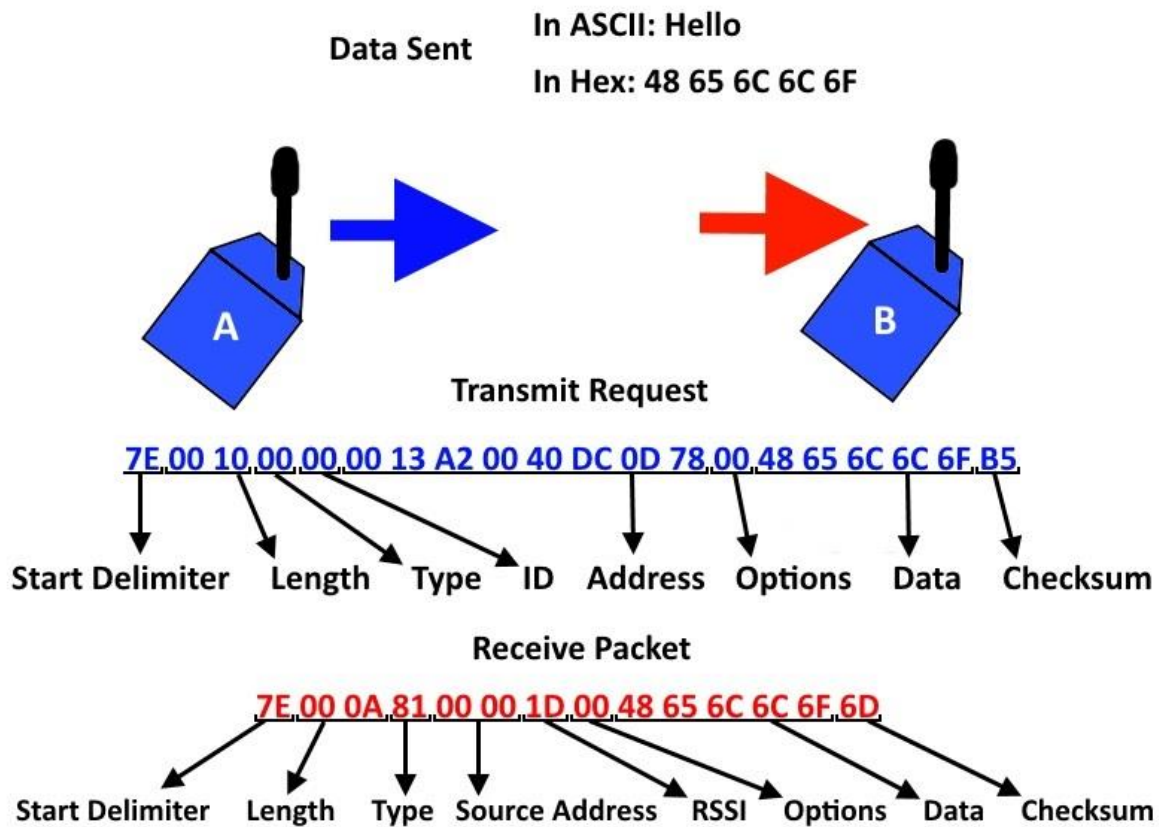 Data Sent
In ASCII: Hello
In Hex: 48 65 6C 6C 6F
A
B
Transmit Request
7E 00 10 00 00 00 13 A2 00 40 DC 0D 78 00 48 65 6C 6C 6F B5
Start Delimiter Length Type ID Address Options Data Checksum
Receive Packet
7E 00 0A 81 00 00 1D 00 48 65 6C 6C 6F 6D
Start Delimiter Length Type Source Address RSSI Options Data Checksum